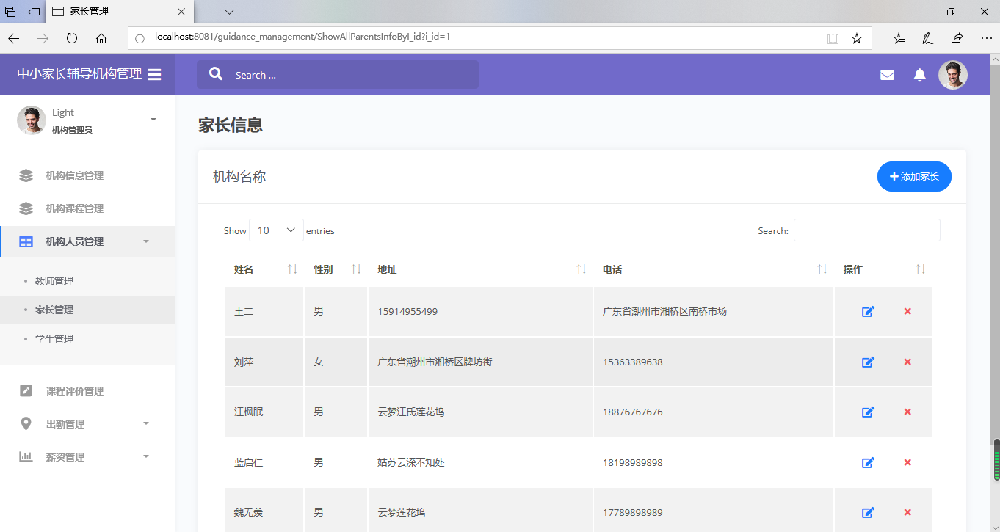 家长管理
localhost:8081/guidance_management/ShowAllParentsInfoByI_id?i_id=1
中小家长辅导机构管理
Search ...
Light
机构管理员
机构信息管理
机构课程管理
机构人员管理
教师管理
家长管理
学生管理
课程评价管理
出勤管理
薪资管理
家长信息
机构名称
添加家长
Show 10 entries
Search:
姓名 性别 地址 电话 操作
王二 男 15914955499 广东省潮州市湘桥区南桥市场
刘萍 女 广东省潮州市湘桥区牌坊街 15363389638
江枫眠 男 云梦江氏莲花坞 18876767676
蓝启仁 男 姑苏云深不知处 18198989898
魏无羡 男 云梦莲花坞 17789898989